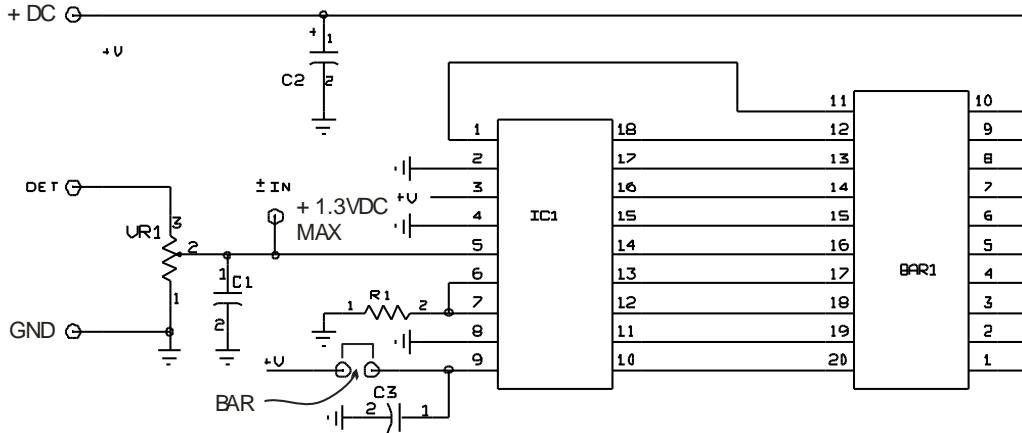 + DC
+V
+ 1
C2 2
11 10
1 18 12 9
2 17 13 8
DET
± IN
+V 3 16 14 7
+ 1.3VDC
MAX
4 IC1 15 15 6
3
VR1 2
5 14 16 5
BAR1
1 C1
6 13 17 4
R1
1 2
7 12 18 3
1
2
GND
8 11 19 2
+V 9 10 20 1
BAR
C3
2 1